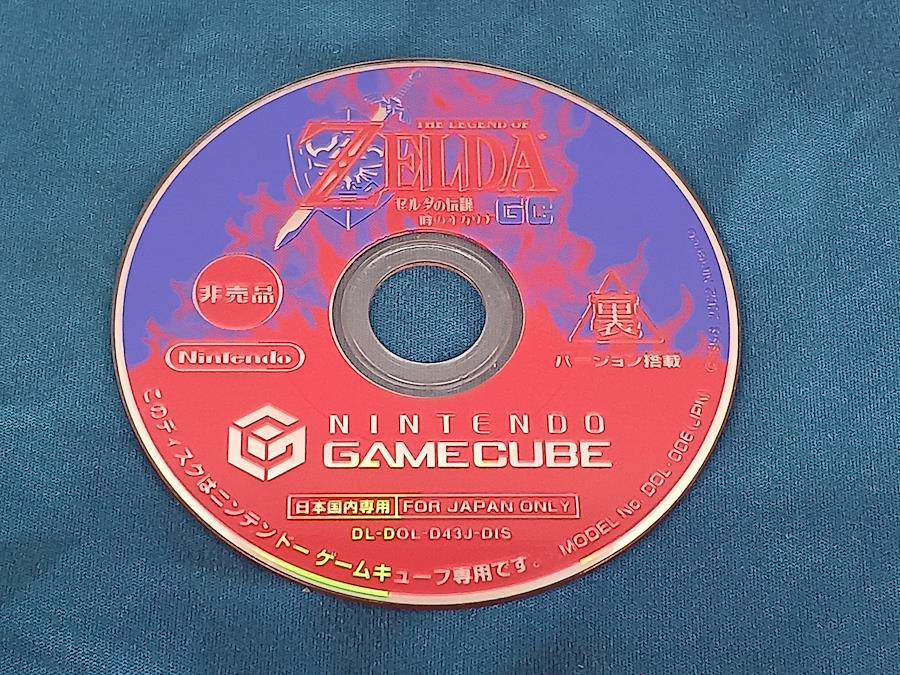 THE LEGEND OF
ZELDA
ゼルダの伝説
時のオカリナ GC
非売品
Nintendo
裏
バージョン搭載
NINTENDO
GAMECUBE
日本国内専用 FOR JAPAN ONLY
DL-DOL-D43J-DIS
このディスクはニンテンドーゲームキューブ専用です。
MODEL No. DOL-006 (JPN)